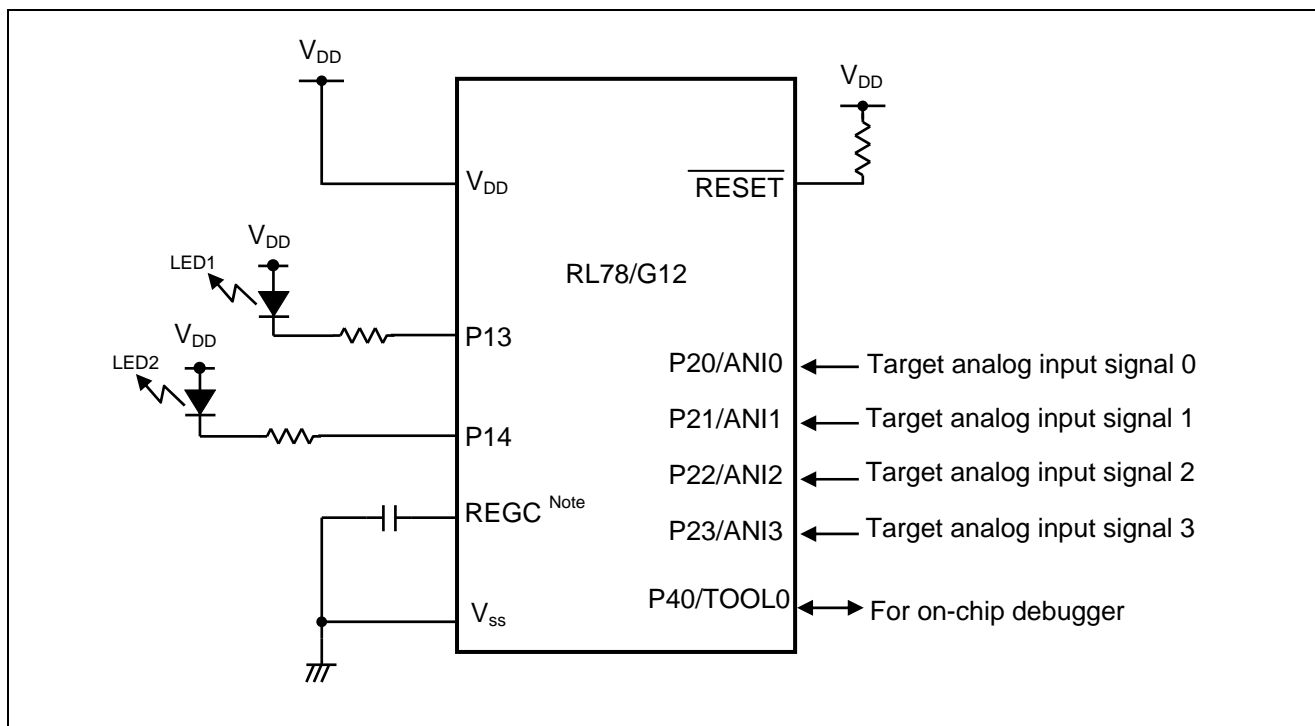 VDD
VDD
VDD
RESET
VDD
LED1
RL78/G12
VDD
P13
LED2
P20/ANI0
Target analog input signal 0
P21/ANI1
Target analog input signal 1
P14
P22/ANI2
Target analog input signal 2
REGC Note
P23/ANI3
Target analog input signal 3
P40/TOOL0
For on-chip debugger
Vss